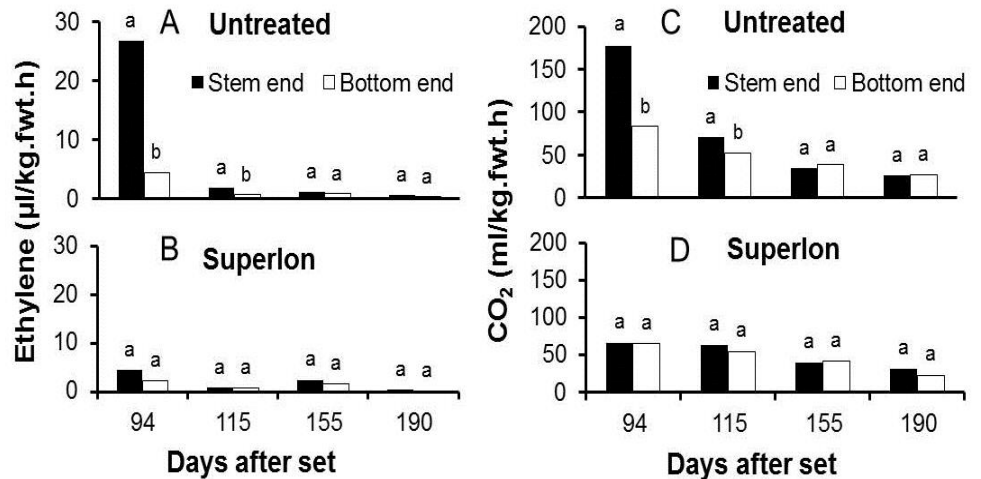 Ethylene (µl/kg.fwt.h)
A Untreated
30
20
10
0
Stem end Bottom end
a
b
a b
a a
a a
B Superlon
30
20
10
0
a a
a a
a a
a a
94 115 155 190
Days after set
CO₂ (ml/kg.fwt.h)
C Untreated
200
150
100
50
0
Stem end Bottom end
a
b
a
b
a a
a a
D Superlon
200
150
100
50
0
a a
a a
a a
a a
94 115 155 190
Days after set